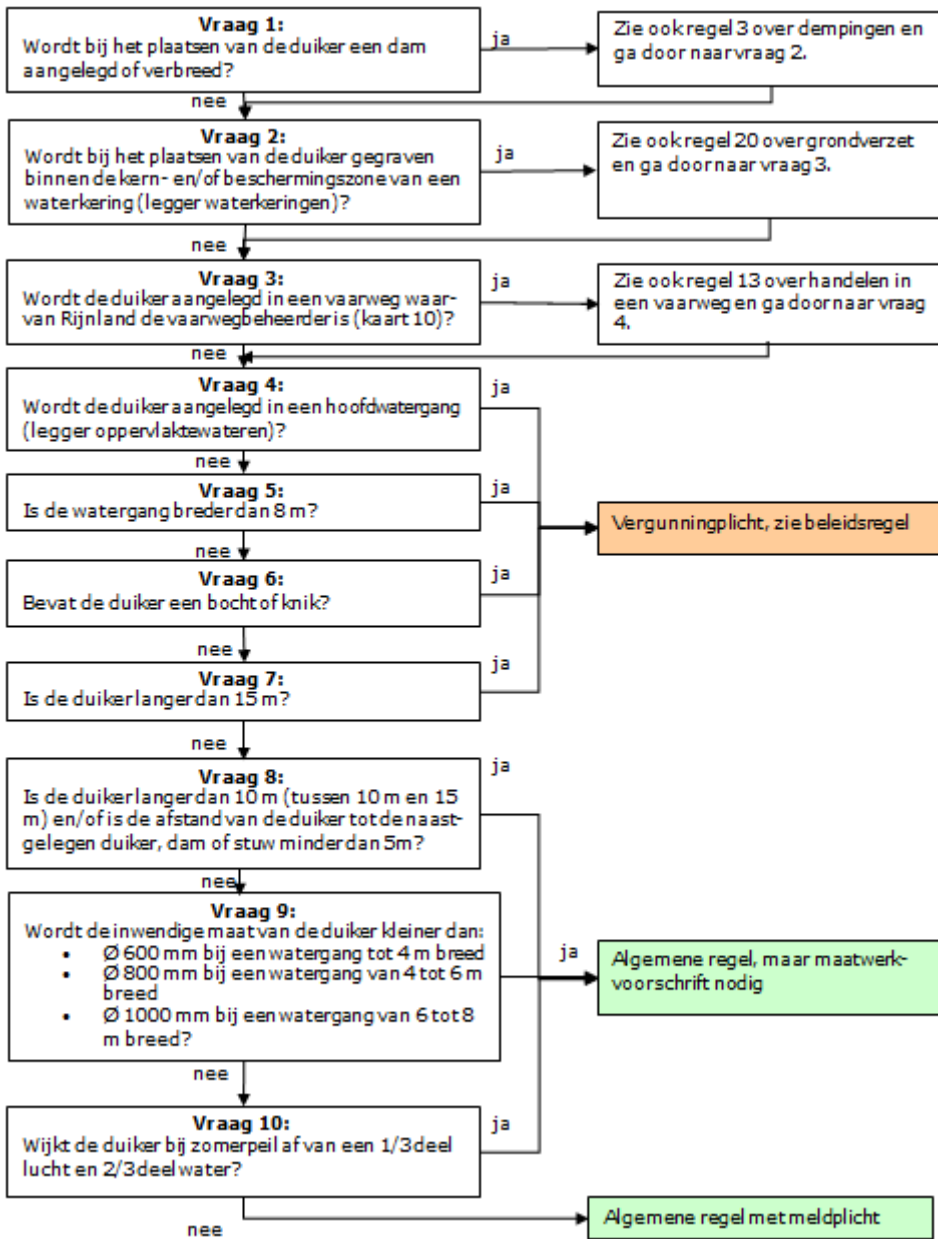 Vraag 1:
Wordt bij het plaatsen van de duiker een dam
aangelegd of verbreed?
ja
Zie ook regel 3 over dempingen en
ga door naar vraag 2.
nee
Vraag 2:
Wordt bij het plaatsen van de duiker gegraven
binnen de kern- en/of beschermingszone van een
waterkering (legger waterkeringen)?
ja
Zie ook regel 20 over grondverzet
en ga door naar vraag 3.
nee
Vraag 3:
Wordt de duiker aangelegd in een vaarweg waar-
van Rijnland de vaarwegbeheerder is (kaart 10)?
ja
Zie ook regel 13 over handelen in
een vaarweg en ga door naar vraag
4.
nee
Vraag 4:
Wordt de duiker aangelegd in een hoofdwatergang
(legger oppervlaktewateren)?
ja
nee
Vraag 5:
Is de watergang breder dan 8 m?
ja
Vergunningplicht, zie beleidsregel
nee
Vraag 6:
Bevat de duiker een bocht of knik?
ja
nee
Vraag 7:
Is de duiker langer dan 15 m?
ja
nee
Vraag 8:
Is de duiker langer dan 10 m (tussen 10 m en 15
m) en/of is de afstand van de duiker tot de naast-
gelegen duiker, dam of stuw minder dan 5m?
ja
nee
Vraag 9:
Wordt de inwendige maat van de duiker kleiner dan:
• Ø 600 mm bij een watergang tot 4 m breed
• Ø 800 mm bij een watergang van 4 tot 6 m
breed
• Ø 1000 mm bij een watergang van 6 tot 8
m breed?
ja
Algemene regel, maar maatwerk-
voorschrift nodig
nee
Vraag 10:
Wijkt de duiker bij zomerpeil af van een 1/3 deel
lucht en 2/3 deel water?
ja
nee
Algemene regel met meldplicht